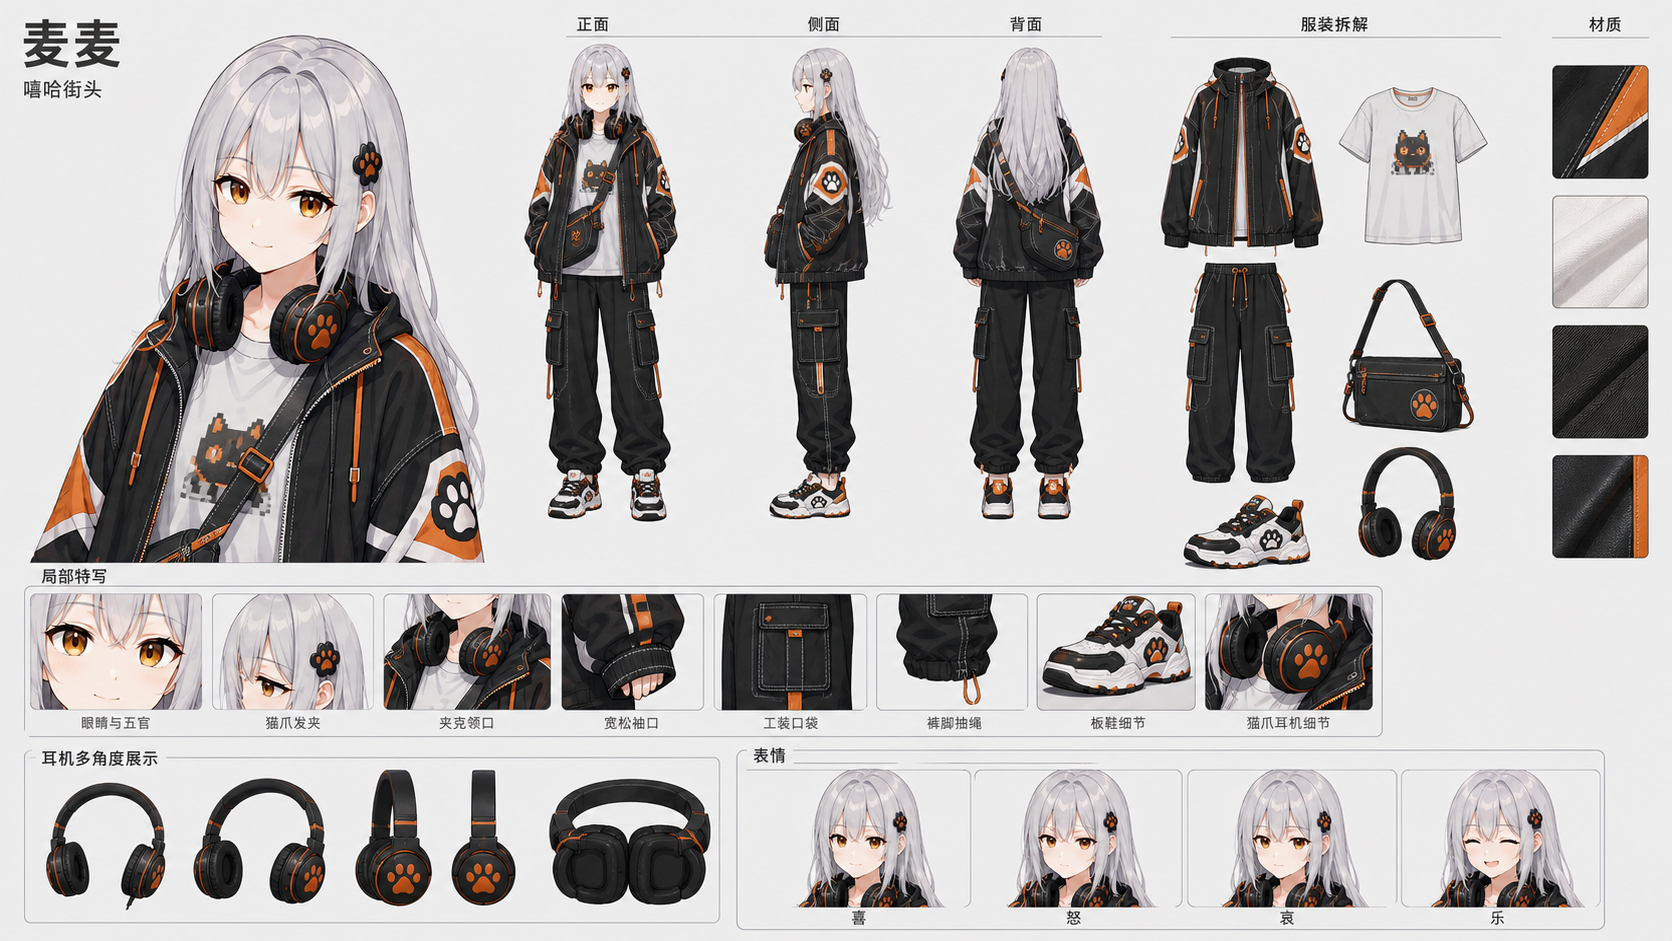 麦麦
嘻哈街头
正面
侧面
背面
服装拆解
材质
局部特写
眼睛与五官
猫爪发夹
夹克领口
宽松袖口
工装口袋
裤脚抽绳
板鞋细节
猫爪耳机细节
耳机多角度展示
表情
喜
怒
哀
乐